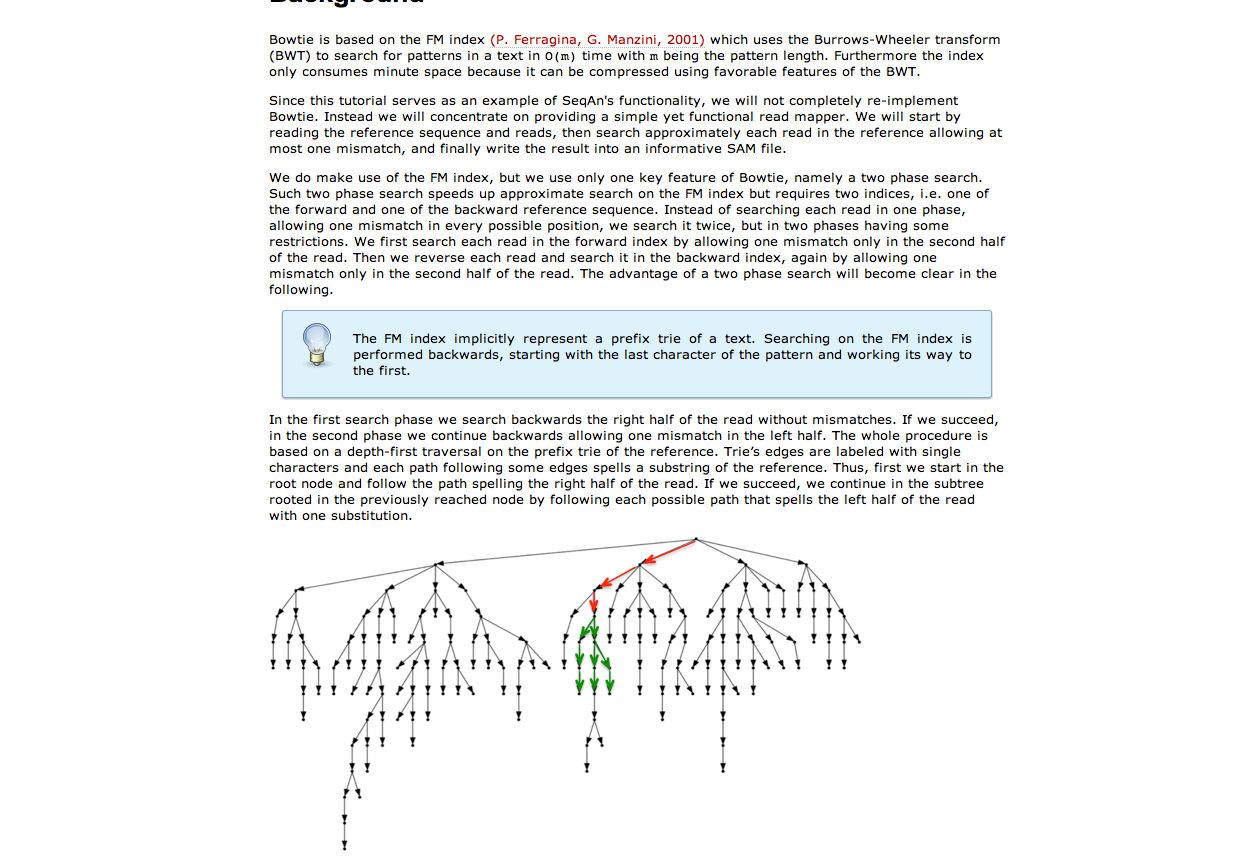 Background
Bowtie is based on the FM index (P. Ferragina, G. Manzini, 2001) which uses the Burrows-Wheeler transform
(BWT) to search for patterns in a text in O(m) time with m being the pattern length. Furthermore the index
only consumes minute space because it can be compressed using favorable features of the BWT.
Since this tutorial serves as an example of SeqAn's functionality, we will not completely re-implement
Bowtie. Instead we will concentrate on providing a simple yet functional read mapper. We will start by
reading the reference sequence and reads, then search approximately each read in the reference allowing at
most one mismatch, and finally write the result into an informative SAM file.
We do make use of the FM index, but we use only one key feature of Bowtie, namely a two phase search.
Such two phase search speeds up approximate search on the FM index but requires two indices, i.e. one of
the forward and one of the backward reference sequence. Instead of searching each read in one phase,
allowing one mismatch in every possible position, we search it twice, but in two phases having some
restrictions. We first search each read in the forward index by allowing one mismatch only in the second half
of the read. Then we reverse each read and search it in the backward index, again by allowing one
mismatch only in the second half of the read. The advantage of a two phase search will become clear in the
following.
The FM index implicitly represent a prefix trie of a text. Searching on the FM index is
performed backwards, starting with the last character of the pattern and working its way to
the first.
In the first search phase we search backwards the right half of the read without mismatches. If we succeed,
in the second phase we continue backwards allowing one mismatch in the left half. The whole procedure is
based on a depth-first traversal on the prefix trie of the reference. Trie’s edges are labeled with single
characters and each path following some edges spells a substring of the reference. Thus, first we start in the
root node and follow the path spelling the right half of the read. If we succeed, we continue in the subtree
rooted in the previously reached node by following each possible path that spells the left half of the read
with one substitution.